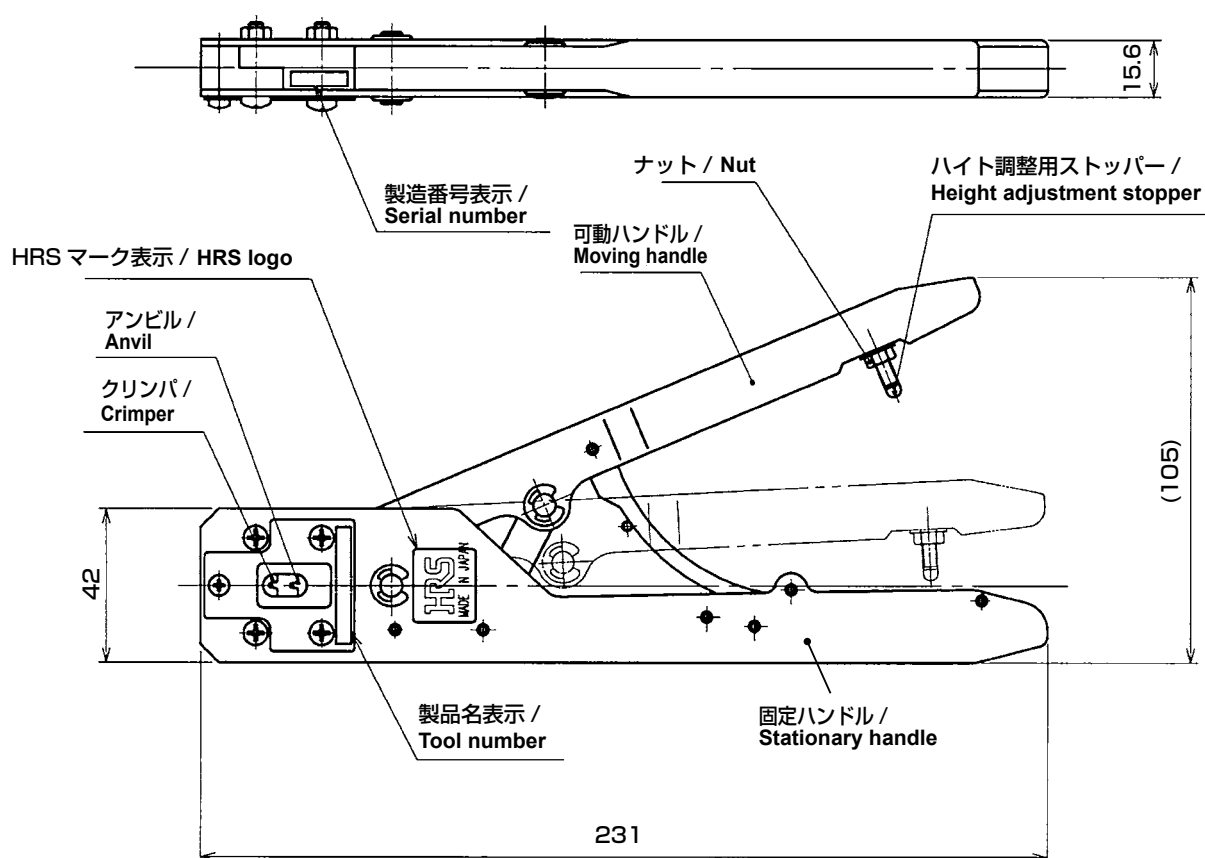 15.6
製造番号表示 /
Serial number
ナット / Nut
ハイト調整用ストッパー /
Height adjustment stopper
可動ハンドル /
Moving handle
HRS マーク表示 / HRS logo
アンビル /
Anvil
クリンパ /
Crimper
(105)
42
HRS
MADE IN JAPAN
製品名表示 /
Tool number
固定ハンドル /
Stationary handle
231